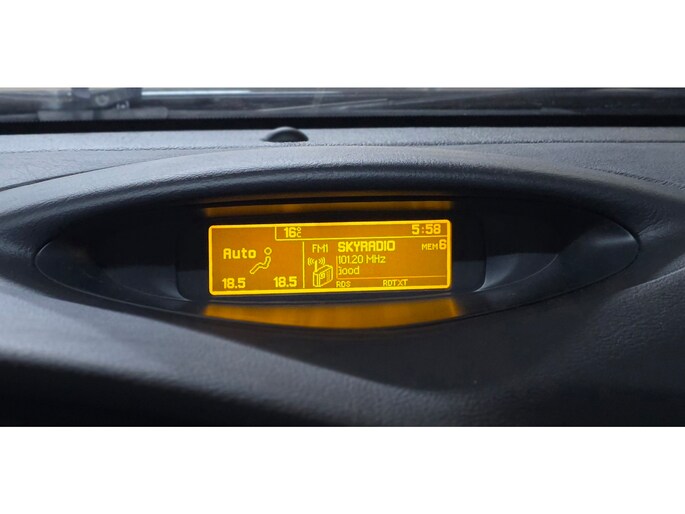 16°C 5:58
Auto FM1 SKYRADIO MEM 6
101.20 MHz
Good
18.5 18.5 RDS RDTXT